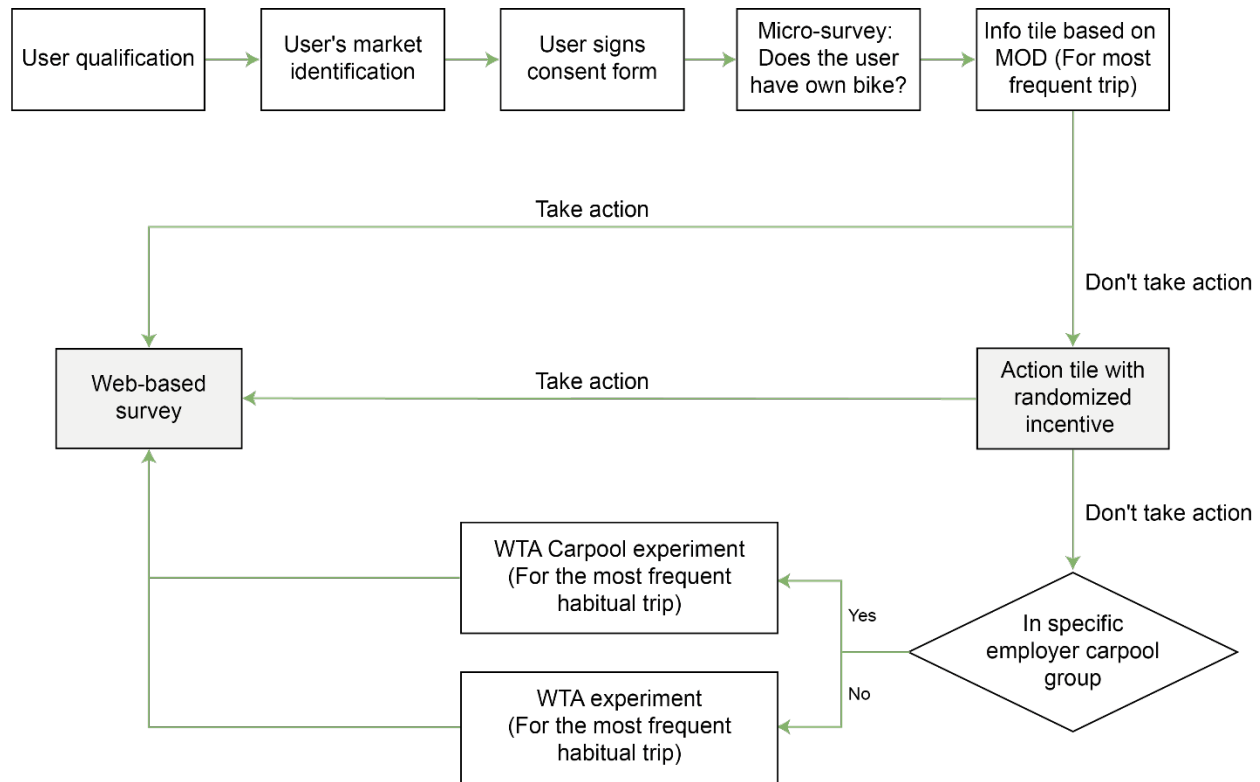 User qualification
User's market
identification
User signs
consent form
Micro-survey:
Does the user
have own bike?
Info tile based on
MOD (For most
frequent trip)
Take action
Don't take action
Web-based
survey
Take action
Action tile with
randomized
incentive
Don't take action
WTA Carpool experiment
(For the most frequent
habitual trip)
Yes
In specific
employer carpool
group
No
WTA experiment
(For the most frequent
habitual trip)